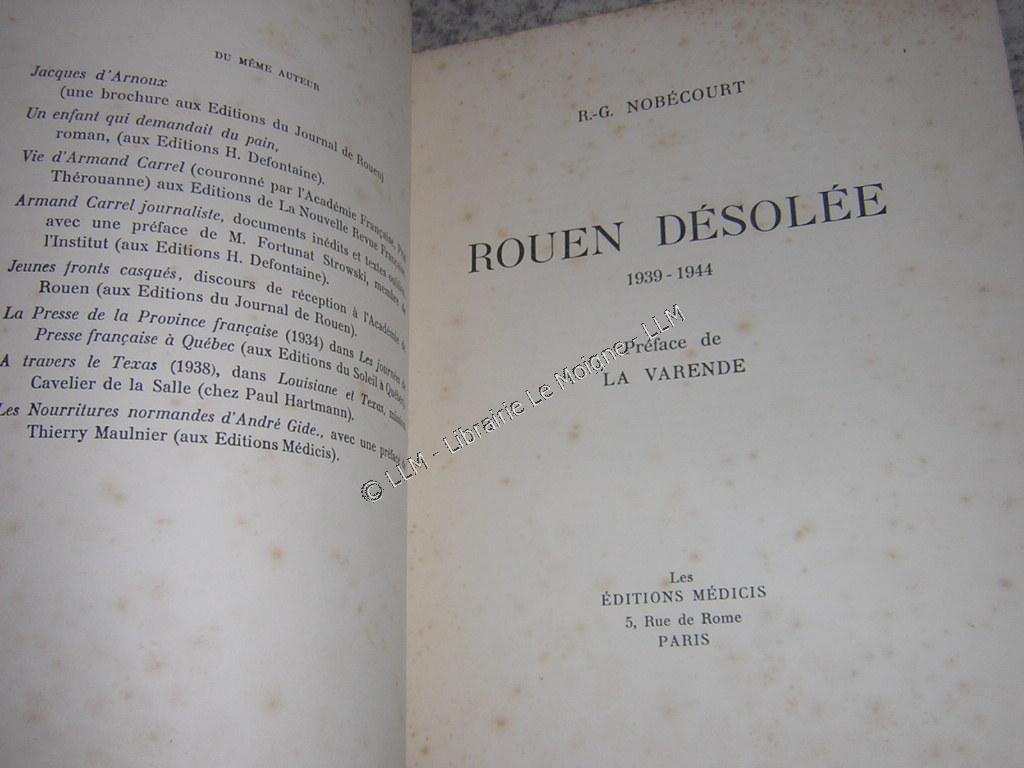 DU MÊME AUTEUR
Jacques d'Arnoux
(une brochure aux Editions du Journal de Rouen)
Un enfant qui demandait du pain,
roman, (aux Editions H. Defontaine).
Vie d'Armand Carrel (couronné par l'Académie Française, Prix
Thérouanne) aux Editions de La Nouvelle Revue Française
Armand Carrel journaliste, documents inédits et textes oubliés
avec une préface de M. Fortunat Strowski, membre de
l'Institut (aux Editions H. Defontaine).
Jeunes fronts casqués, discours de réception à l'Académie de
Rouen (aux Editions du Journal de Rouen).
La Presse de la Province française (1934) dans Les journées de
Presse française à Québec (aux Editions du Soleil à Québec)
A travers le Texas (1938), dans Louisiane et Texas,
Cavelier de la Salle (chez Paul Hartmann).
Les Nourritures normandes d'André Gide., avec une préface
Thierry Maulnier (aux Editions Médicis).
R.-G. NOBÉCOURT
ROUEN DÉSOLÉE
1939-1944
Préface de
LA VARENDE
Les
ÉDITIONS MÉDICIS
5, Rue de Rome
PARIS
© LLM - Librairie Le Moigne - LLM